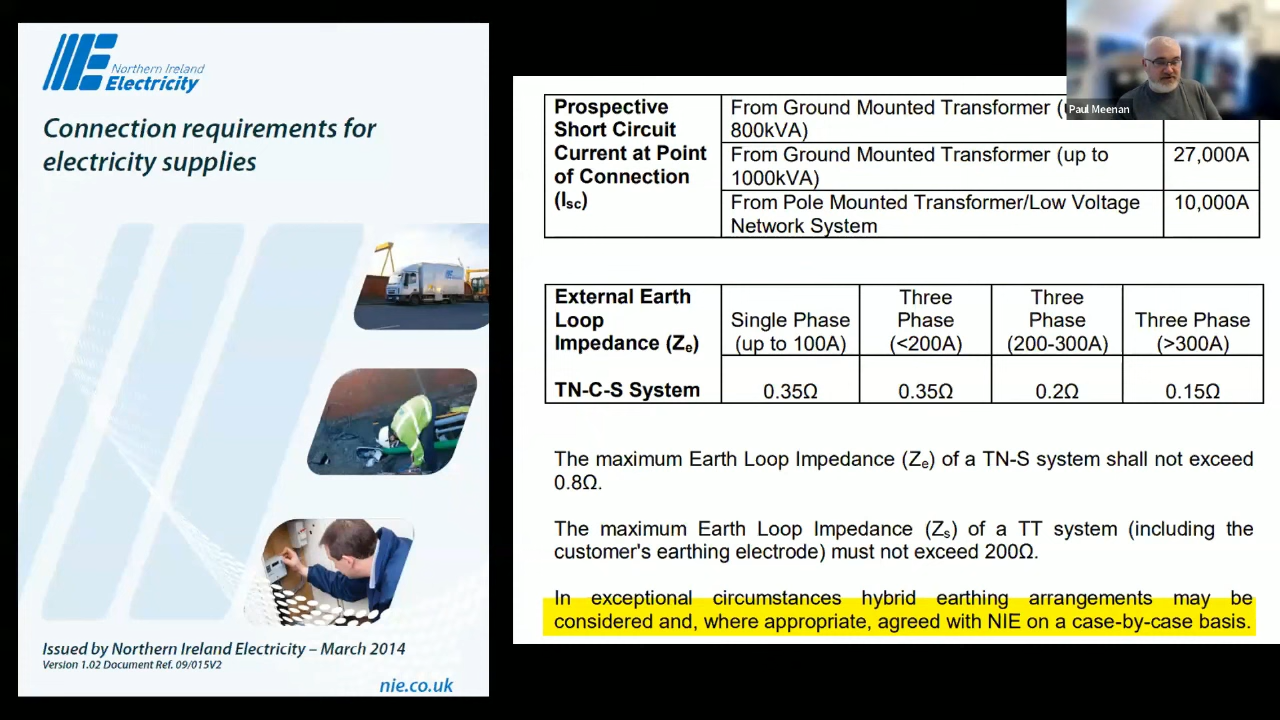 Northern Ireland
Electricity
Connection requirements for
electricity supplies
Issued by Northern Ireland Electricity – March 2014
Version 1.02 Document Ref. 09/015V2
nie.co.uk
Paul Meenan
Prospective
Short Circuit
Current at Point
of Connection
(Isc)
From Ground Mounted Transformer
800kVA)
From Ground Mounted Transformer (up to
1000kVA)
27,000A
From Pole Mounted Transformer/Low Voltage
Network System
10,000A
External Earth
Loop
Impedance (Ze)
TN-C-S System
Single Phase
(up to 100A)
Three
Phase
(<200A)
Three
Phase
(200-300A)
Three Phase
(>300A)
0.35Ω
0.35Ω
0.2Ω
0.15Ω
The maximum Earth Loop Impedance (Ze) of a TN-S system shall not exceed
0.8Ω.
The maximum Earth Loop Impedance (Zs) of a TT system (including the
customer's earthing electrode) must not exceed 200Ω.
In exceptional circumstances hybrid earthing arrangements may be
considered and, where appropriate, agreed with NIE on a case-by-case basis.